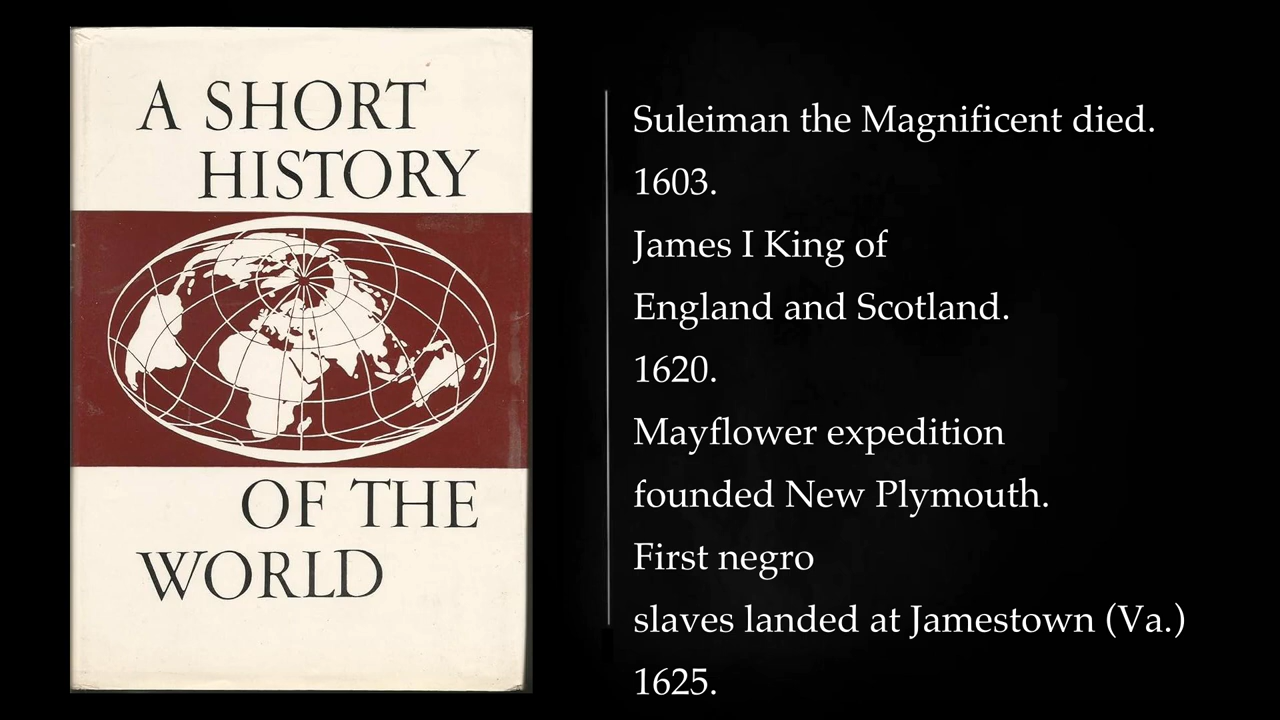 A SHORT
HISTORY
OF THE
WORLD
Suleiman the Magnificent died.
1603.
James I King of
England and Scotland.
1620.
Mayflower expedition
founded New Plymouth.
First negro
slaves landed at Jamestown (Va.)
1625.